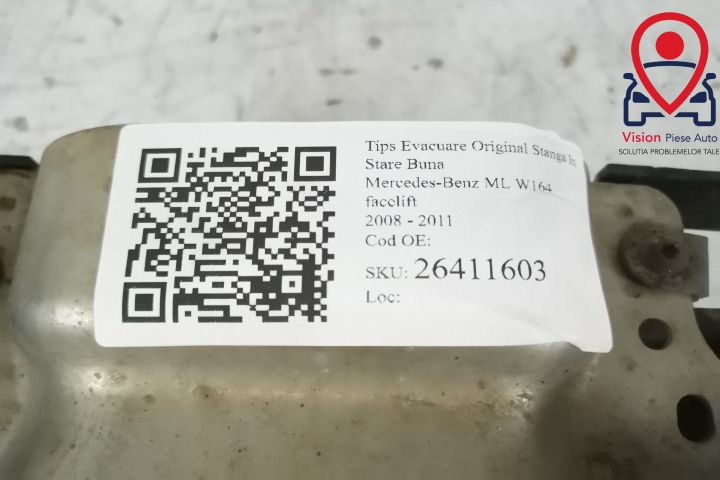 Tips Evacuare Original Stanga In
Stare Buna
Mercedes-Benz ML W164
facelift
2008 - 2011
Cod OE:
SKU: 26411603
Loc:
Vision Piese Auto
SOLUTIA PROBLEMELOR TALE